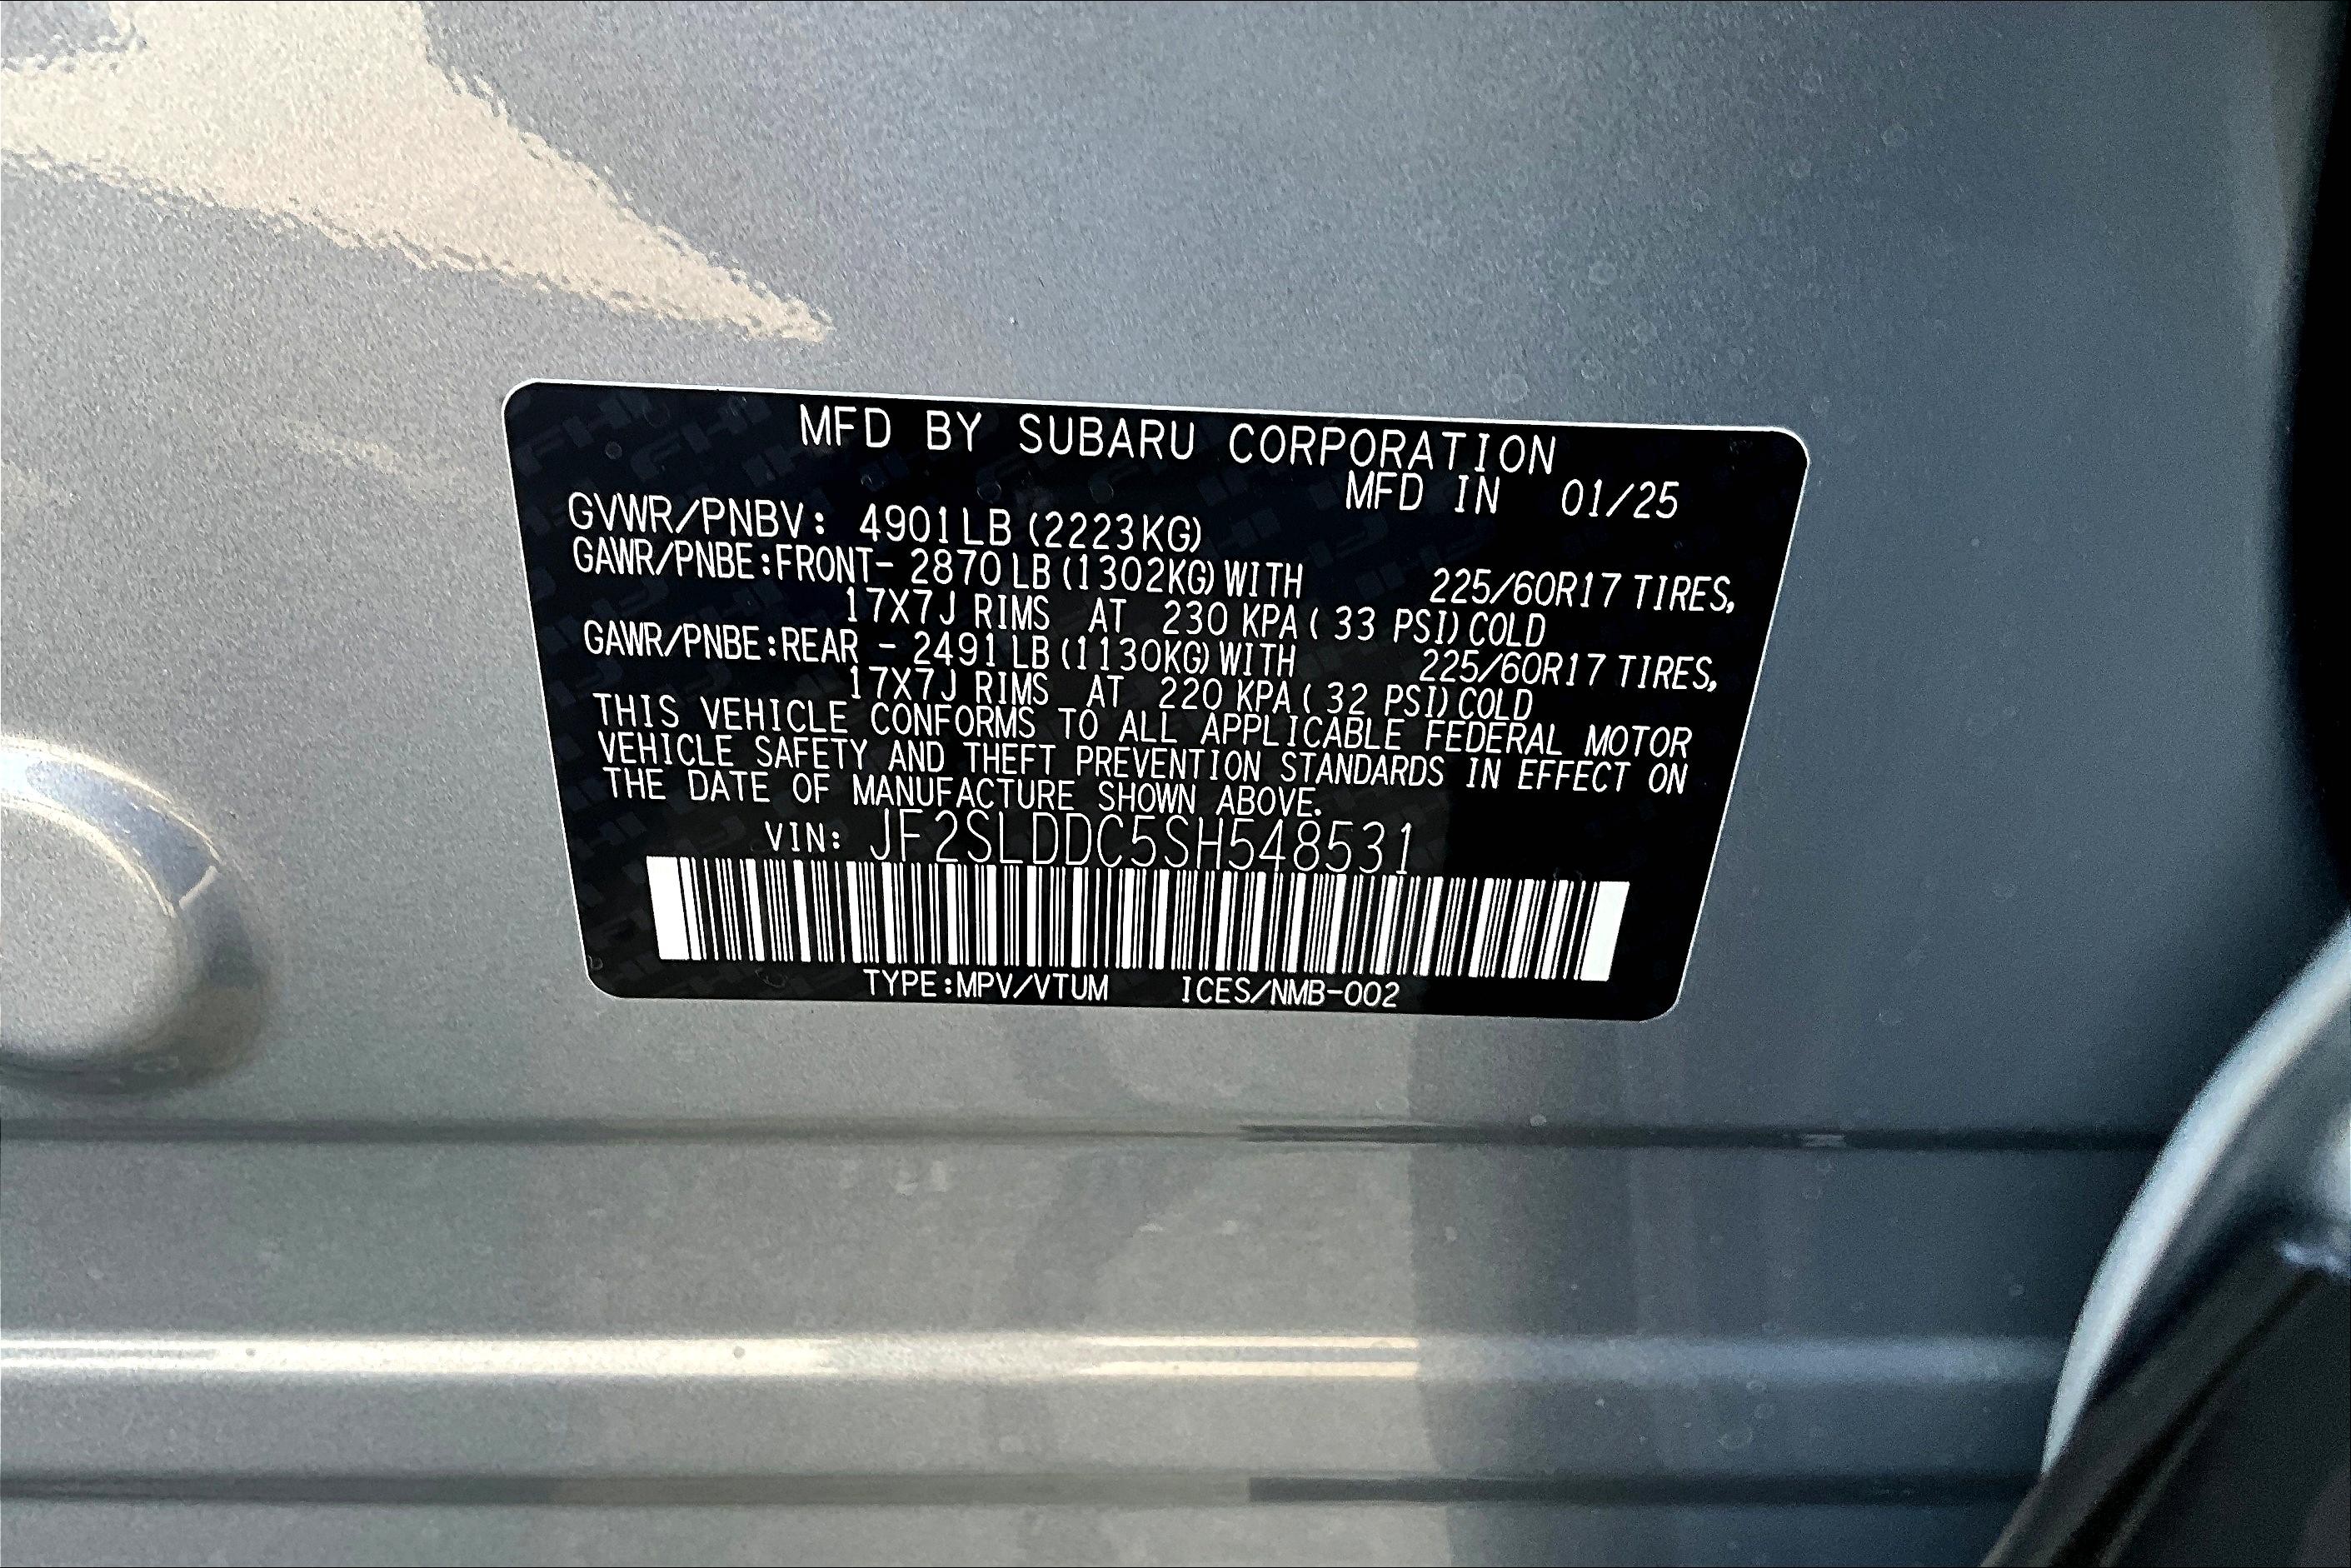 MFD BY SUBARU CORPORATION
MFD IN 01/25
GVWR/PNBV: 4901LB (2223KG)
GAWR/PNBE:FRONT- 2870 LB (1302KG) WITH 225/60R17 TIRES,
17X7J RIMS AT 230 KPA ( 33 PSI) COLD
GAWR/PNBE:REAR - 2491 LB (1130KG) WITH 225/60R17 TIRES,
17X7J RIMS AT 220 KPA ( 32 PSI) COLD
THIS VEHICLE CONFORMS TO ALL APPLICABLE FEDERAL MOTOR
VEHICLE SAFETY AND THEFT PREVENTION STANDARDS IN EFFECT ON
THE DATE OF MANUFACTURE SHOWN ABOVE.
VIN: JF2SLDDC5SH548531
TYPE:MPV/VTUM ICES/NMB-002